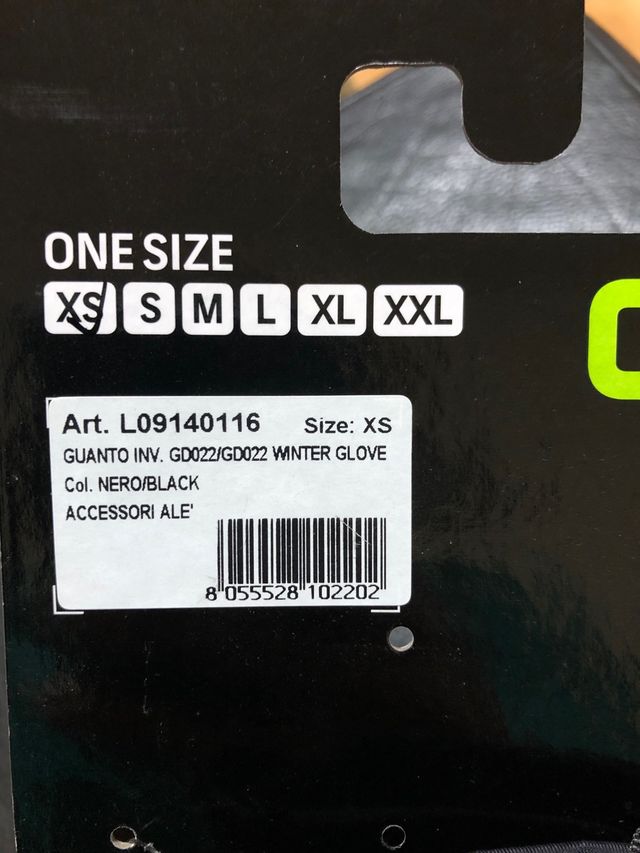 ONE SIZE
XS S M L XL XXL
Art. L09140116 Size: XS
GUANTO INV. GD022/GD022 WINTER GLOVE
Col. NERO/BLACK
ACCESSORI ALE'
8 055528 102202